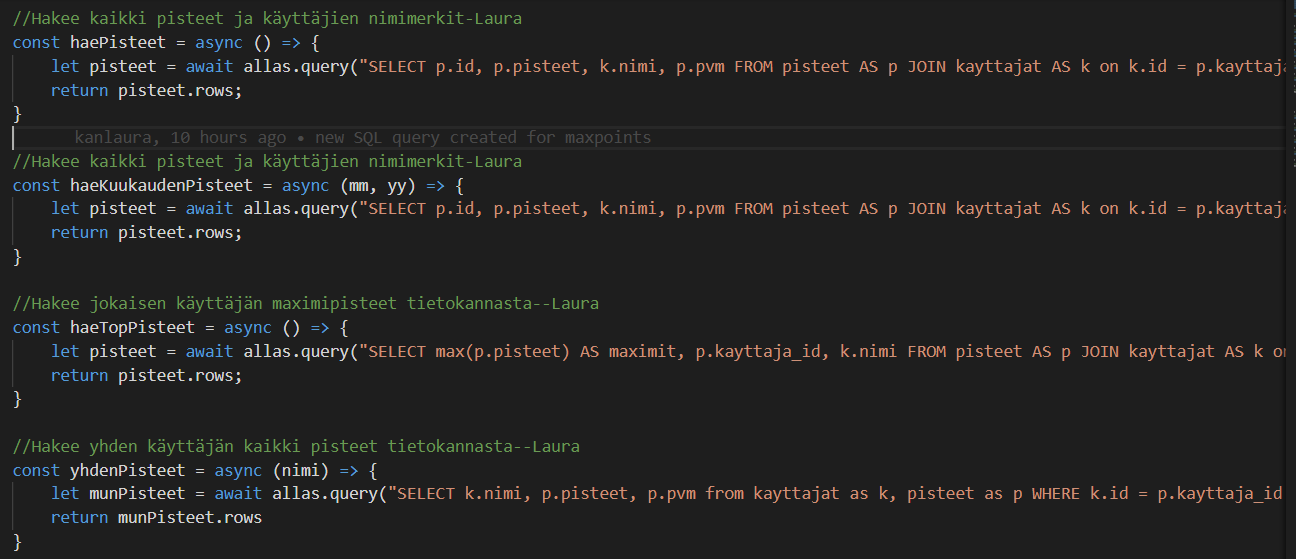 //Hakee kaikki pisteet ja käyttäjien nimimerkit-Laura
const haePisteet = async () => {
let pisteet = await allas.query("SELECT p.id, p.pisteet, k.nimi, p.pvm FROM pisteet AS p JOIN kayttajat AS k on k.id = p.kayttaja
return pisteet.rows;
}
kanlaura, 10 hours ago • new SQL query created for maxpoints
//Hakee kaikki pisteet ja käyttäjien nimimerkit-Laura
const haeKuukaudenPisteet = async (mm, yy) => {
let pisteet = await allas.query("SELECT p.id, p.pisteet, k.nimi, p.pvm FROM pisteet AS p JOIN kayttajat AS k on k.id = p.kayttaja
return pisteet.rows;
}
//Hakee jokaisen käyttäjän maximipisteet tietokannasta--Laura
const haeTopPisteet = async () => {
let pisteet = await allas.query("SELECT max(p.pisteet) AS maximit, p.kayttaja_id, k.nimi FROM pisteet AS p JOIN kayttajat AS k on
return pisteet.rows;
}
//Hakee yhden käyttäjän kaikki pisteet tietokannasta--Laura
const yhdenPisteet = async (nimi) => {
let munPisteet = await allas.query("SELECT k.nimi, p.pisteet, p.pvm from kayttajat as k, pisteet as p WHERE k.id = p.kayttaja_id
return munPisteet.rows
}